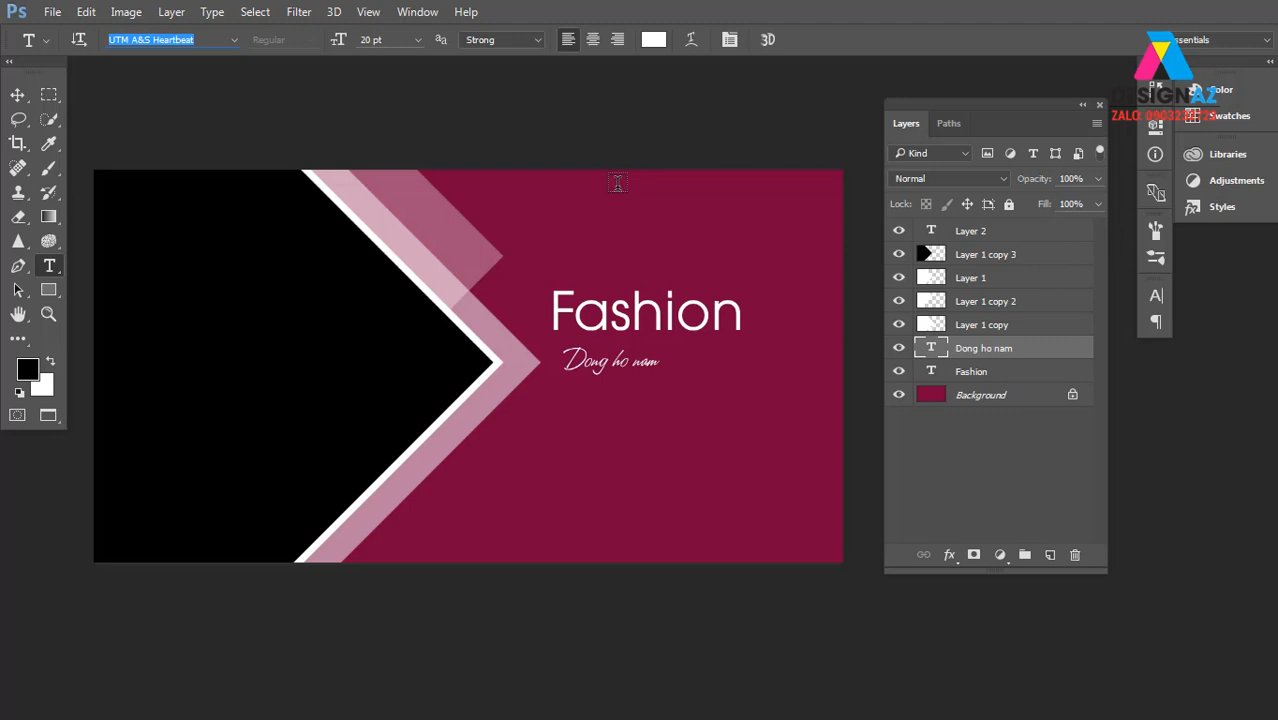 Ps File Edit Image Layer Type Select Filter 3D View Window Help
T UTM A&S Heartbeat Regular 20 pt aa Strong 3D
Color
Swatches
ZALO:
Libraries
Adjustments
Styles
Layers Paths
Kind
Normal Opacity: 100%
Lock: Fill: 100%
T Layer 2
Layer 1 copy 3
Layer 1
Layer 1 copy 2
Layer 1 copy
T Dong ho nam
T Fashion
Background
fx
Fashion
Dong ho nam